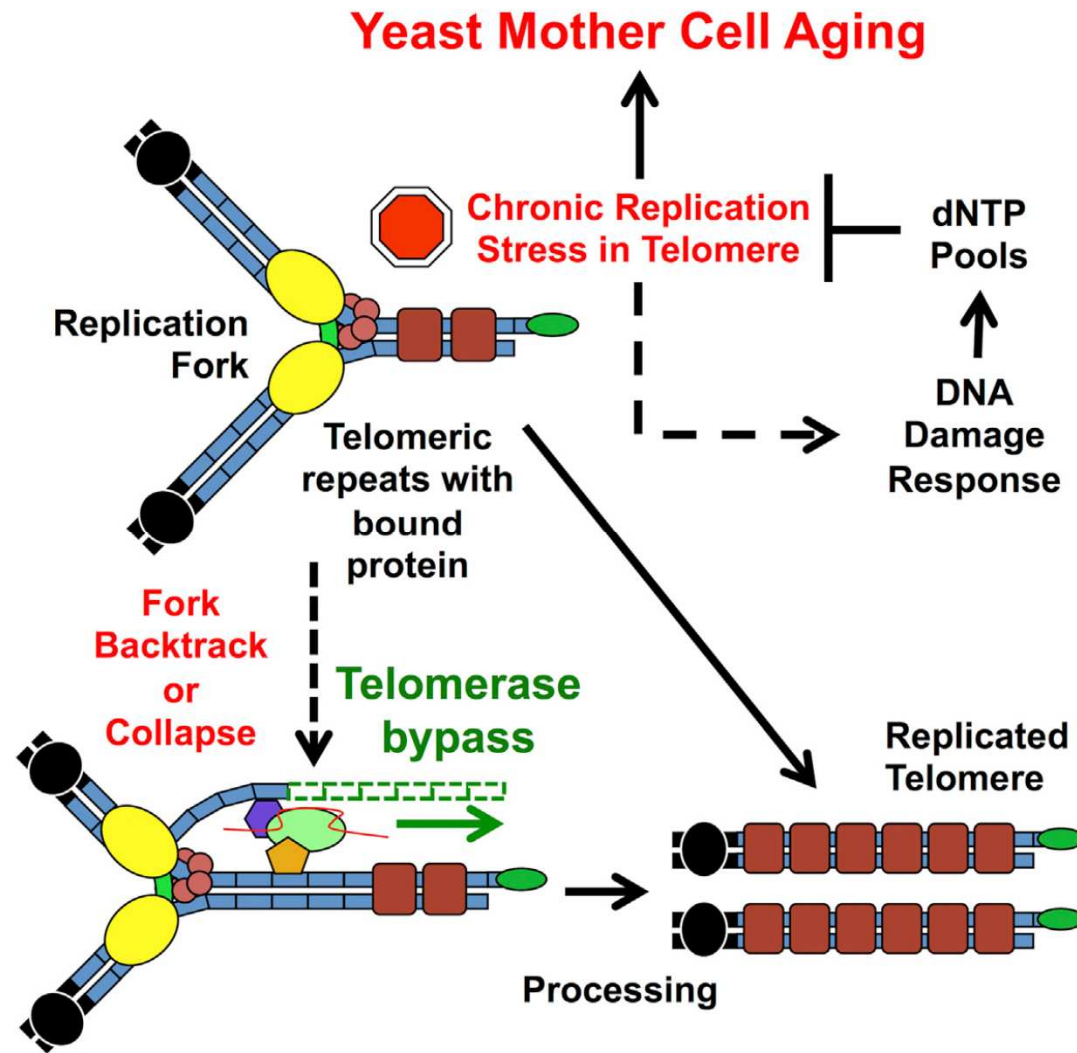 Yeast Mother Cell Aging
Chronic Replication
Stress in Telomere
dNTP
Pools
Replication
Fork
DNA
Damage
Response
Telomeric
repeats with
bound
protein
Fork
Backtrack
or
Collapse
Telomerase
bypass
Replicated
Telomere
Processing